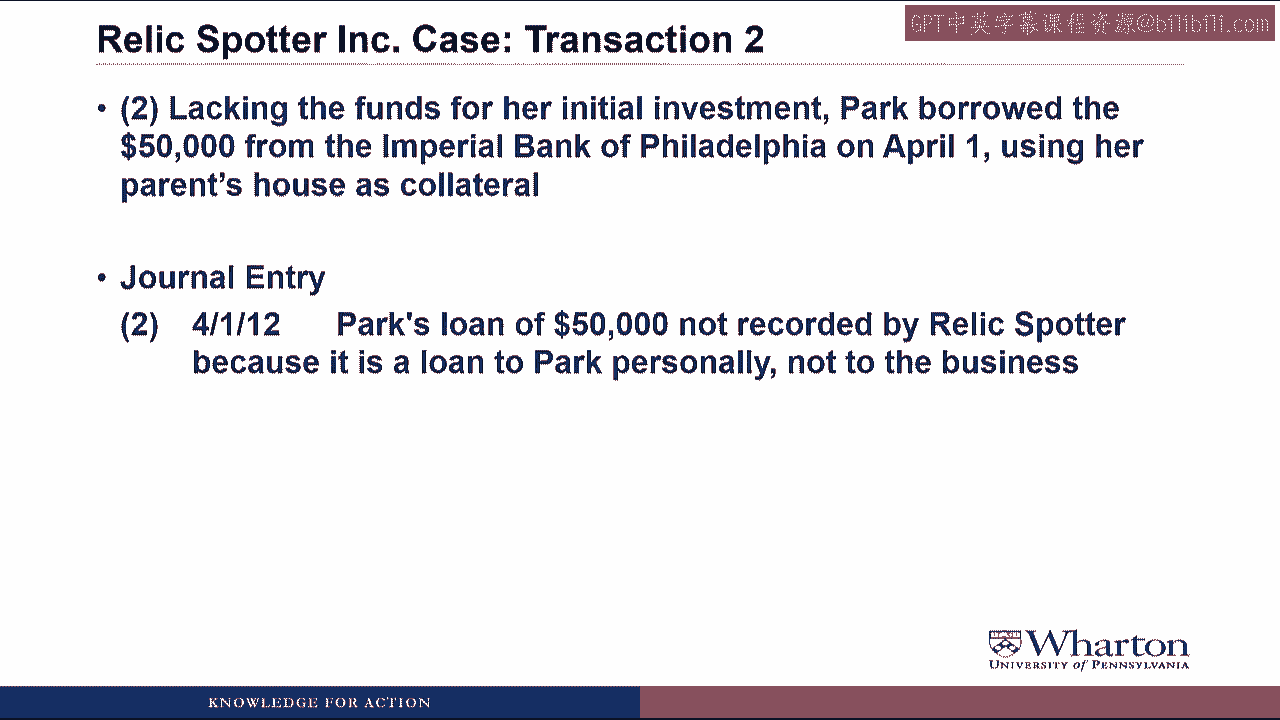 Relic Spotter Inc. Case: Transaction 2
GPT中英字幕课程资源@bilibili.com
• (2) Lacking the funds for her initial investment, Park borrowed the
$50,000 from the Imperial Bank of Philadelphia on April 1, using her
parent’s house as collateral
• Journal Entry
(2) 4/1/12 Park's loan of $50,000 not recorded by Relic Spotter
because it is a loan to Park personally, not to the business
Wharton
UNIVERSITY of PENNSYLVANIA
KNOWLEDGE FOR ACTION